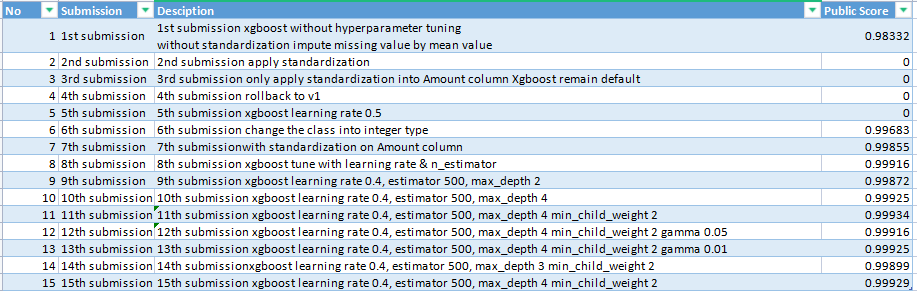 No Submission Desciption Public Score
1 1st submission 1st submission xgboost without hyperparameter tuning
without standardization impute missing value by mean value 0.98332
2 2nd submission 2nd submission apply standardization 0
3 3rd submission 3rd submission only apply standardization into Amount column Xgboost remain default 0
4 4th submission 4th submission rollback to v1 0
5 5th submission 5th submission xgboost learning rate 0.5 0
6 6th submission 6th submission change the class into integer type 0.99683
7 7th submission 7th submissionwith standardization on Amount column 0.99855
8 8th submission 8th submission xgboost tune with learning rate & n_estimator 0.99916
9 9th submission 9th submission xgboost learning rate 0.4, estimator 500, max_depth 2 0.99872
10 10th submission 10th submission xgboost learning rate 0.4, estimator 500, max_depth 4 0.99925
11 11th submission 11th submission xgboost learning rate 0.4, estimator 500, max_depth 4 min_child_weight 2 0.99934
12 12th submission 12th submission xgboost learning rate 0.4, estimator 500, max_depth 4 min_child_weight 2 gamma 0.05 0.99916
13 13th submission 13th submission xgboost learning rate 0.4, estimator 500, max_depth 4 min_child_weight 2 gamma 0.01 0.99925
14 14th submission 14th submissionxgboost learning rate 0.4, estimator 500, max_depth 3 min_child_weight 2 0.99899
15 15th submission 15th submission xgboost learning rate 0.4, estimator 500, max_depth 4 min_child_weight 2 0.99929